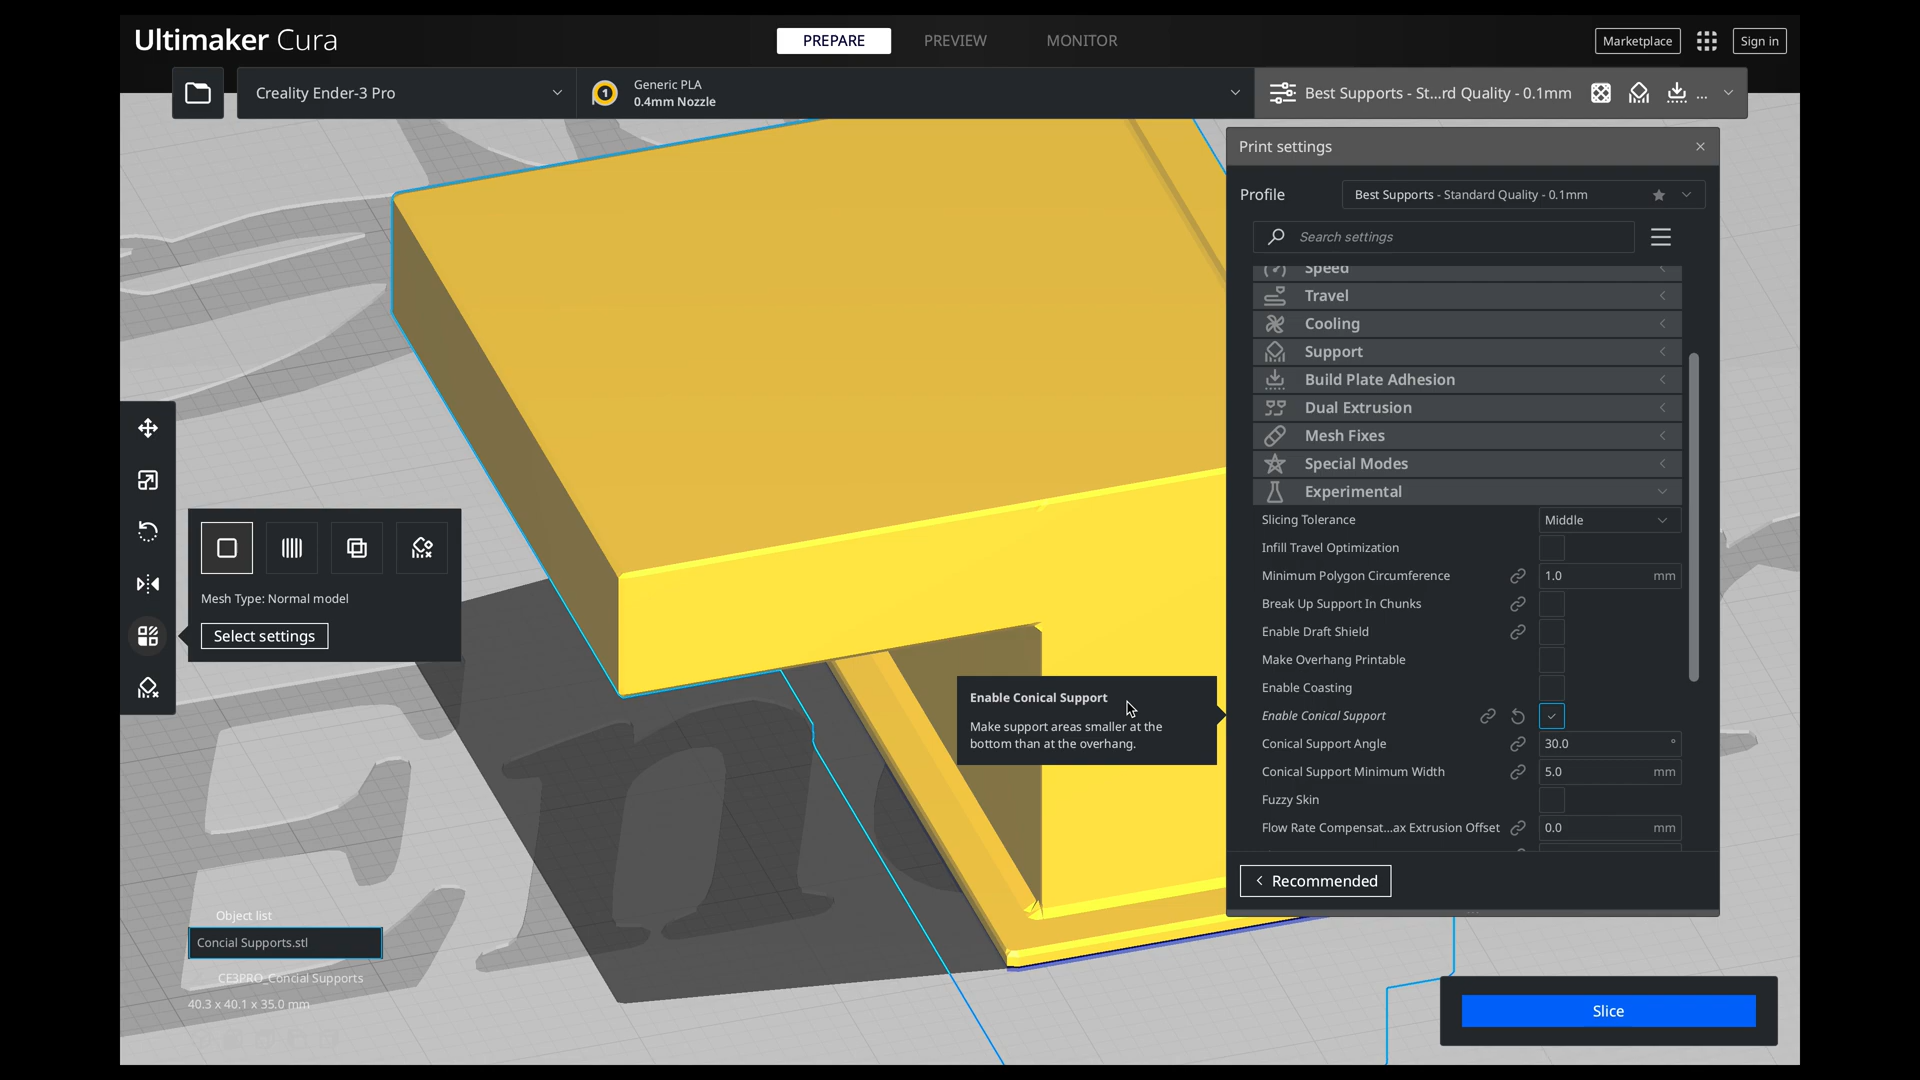 Ultimaker Cura
PREPARE
PREVIEW
MONITOR
Marketplace
Sign in
Creality Ender-3 Pro
1
Generic PLA
0.4mm Nozzle
Best Supports - St...rd Quality - 0.1mm
...
Print settings
Profile
Best Supports - Standard Quality - 0.1mm
Search settings
Speed
Travel
Cooling
Support
Build Plate Adhesion
Dual Extrusion
Mesh Fixes
Special Modes
Experimental
Slicing Tolerance
Middle
Infill Travel Optimization
Minimum Polygon Circumference
1.0 mm
Break Up Support In Chunks
Enable Draft Shield
Make Overhang Printable
Enable Coasting
Enable Conical Support
Conical Support Angle
30.0 °
Conical Support Minimum Width
5.0 mm
Fuzzy Skin
Flow Rate Compensat...ax Extrusion Offset
0.0 mm
Recommended
Enable Conical Support
Make support areas smaller at the
bottom than at the overhang.
Mesh Type: Normal model
Select settings
Object list
Concial Supports.stl
CE3PRO_Concial Supports
40.3 x 40.1 x 35.0 mm
Slice